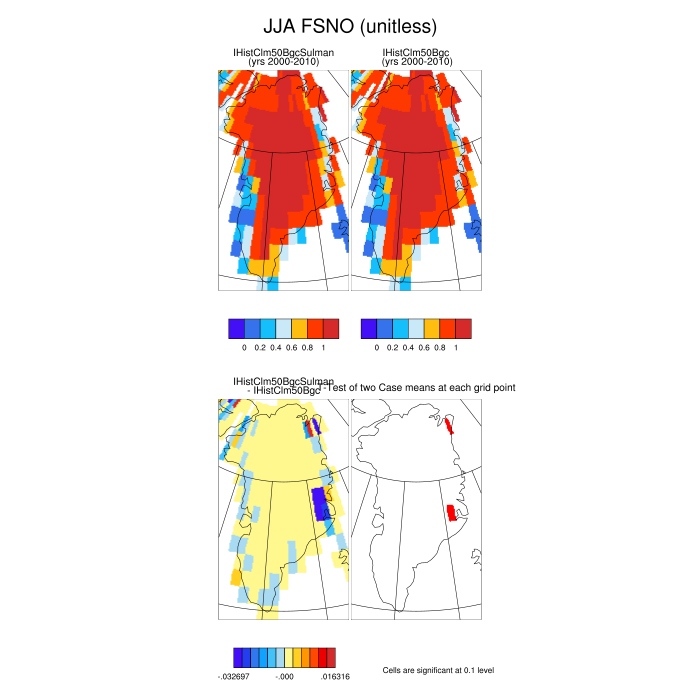 JJA FSNO (unitless)
IHistClm50BgcSulman
(yrs 2000-2010)
IHistClm50Bgc
(yrs 2000-2010)
0 0.2 0.4 0.6 0.8 1
0 0.2 0.4 0.6 0.8 1
IHistClm50BgcSulman
- IHistClm50Bgc
T-Test of two Case means at each grid point
-.032697 -.000 .016316
Cells are significant at 0.1 level